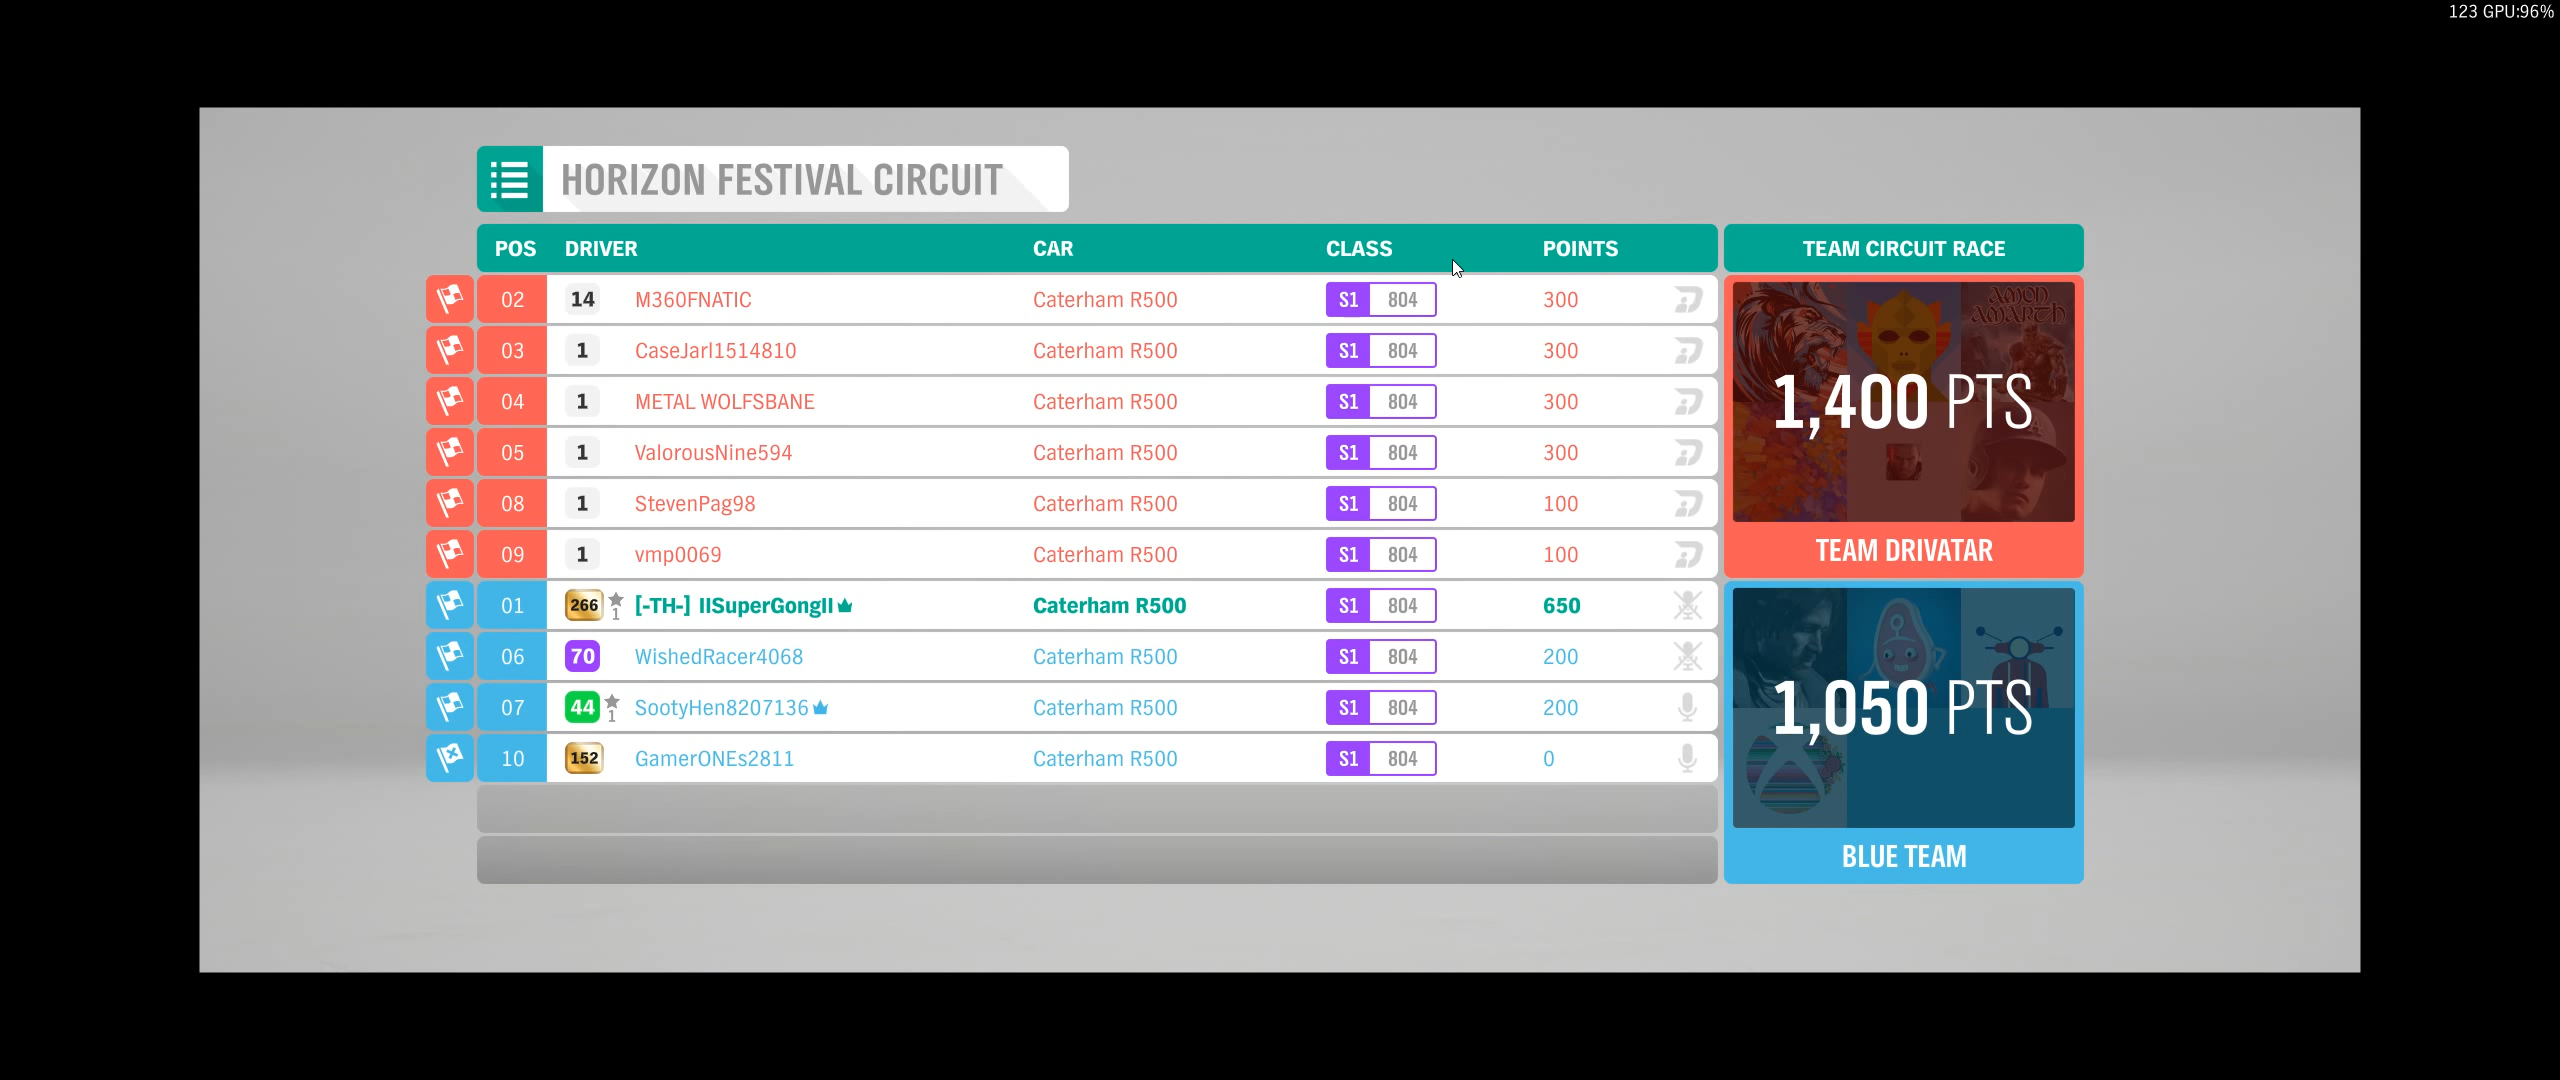 123 GPU:96%
HORIZON FESTIVAL CIRCUIT
POS DRIVER CAR CLASS POINTS TEAM CIRCUIT RACE
02 14 M360FNATIC Caterham R500 S1 804 300
03 1 CaseJarl1514810 Caterham R500 S1 804 300
04 1 METAL WOLFSBANE Caterham R500 S1 804 300
05 1 ValorousNine594 Caterham R500 S1 804 300
08 1 StevenPag98 Caterham R500 S1 804 100
09 1 vmp0069 Caterham R500 S1 804 100
01 266 1 [-TH-] IISuperGongII Caterham R500 S1 804 650
06 70 WishedRacer4068 Caterham R500 S1 804 200
07 44 1 SootyHen8207136 Caterham R500 S1 804 200
10 152 GamerONEs2811 Caterham R500 S1 804 0
AMON
AMARTH
1,400 PTS
TEAM DRIVATAR
1,050 PTS
BLUE TEAM